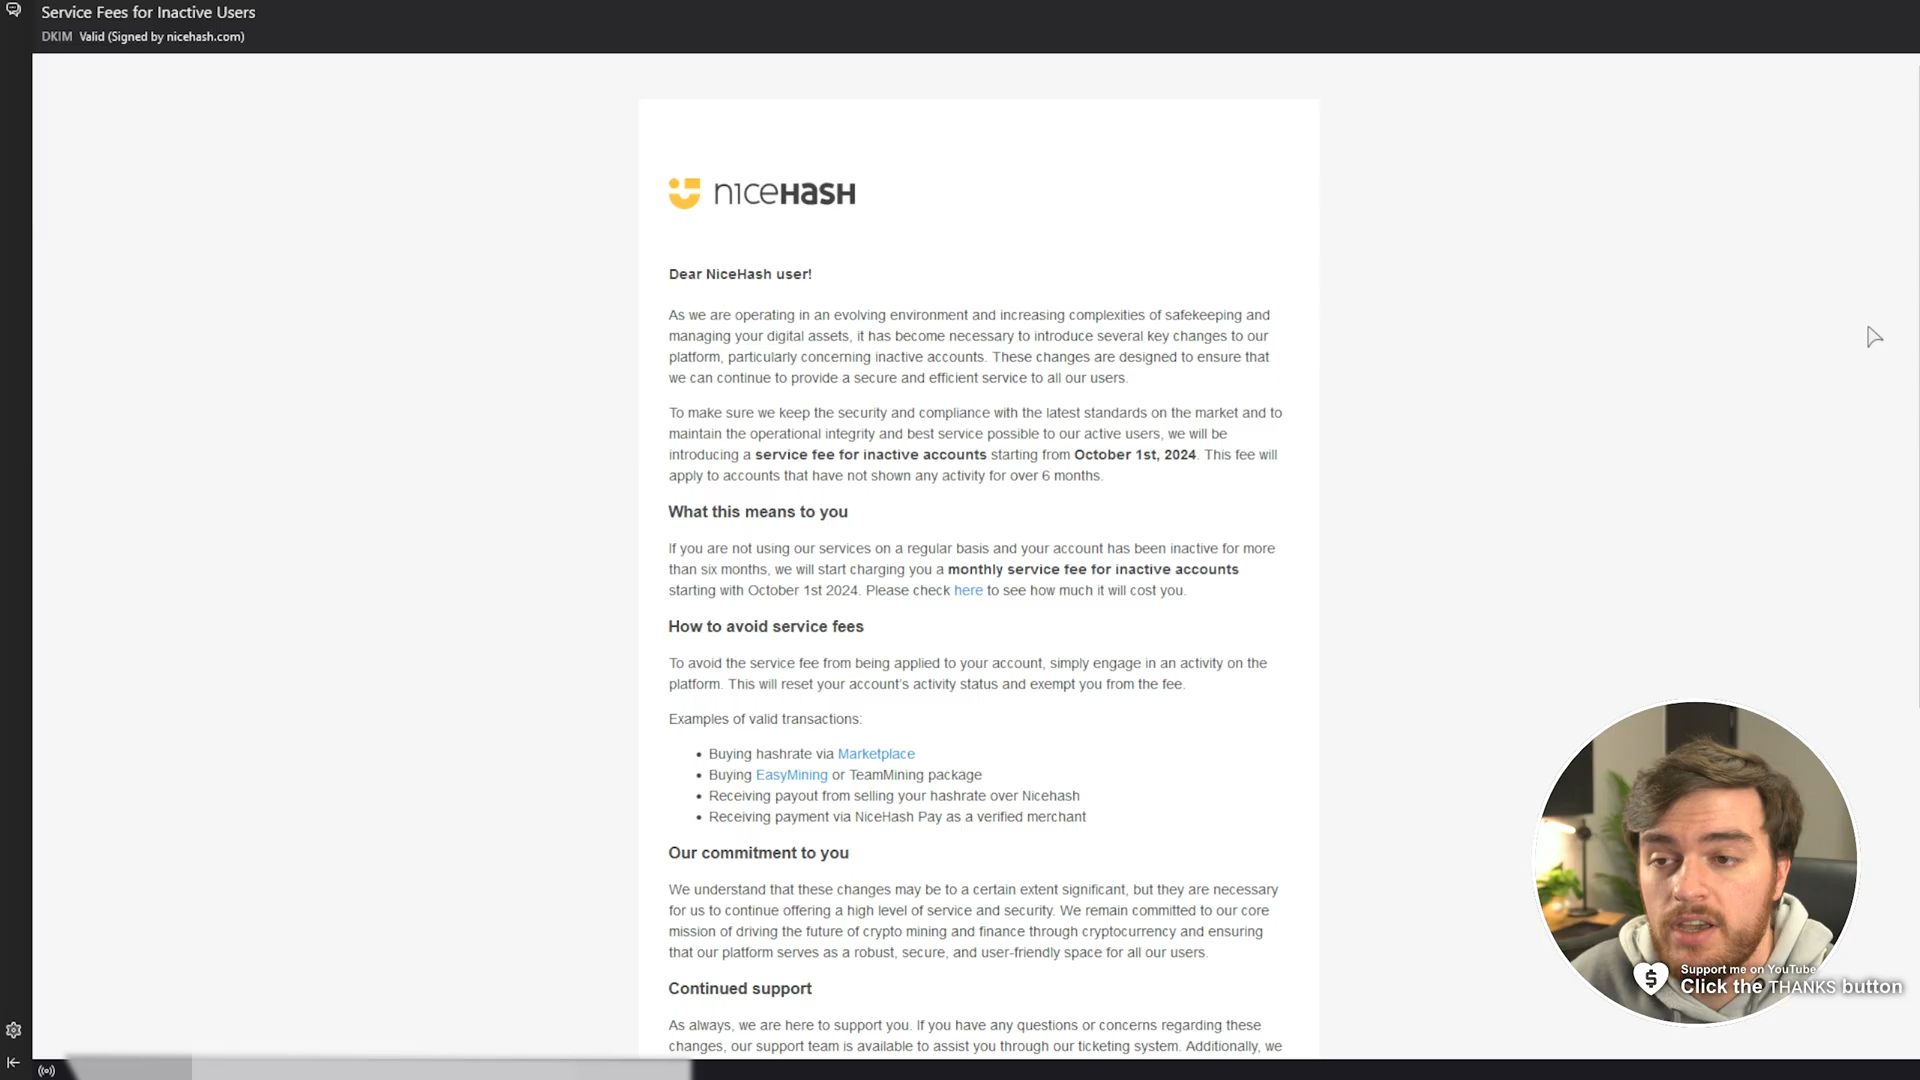 Service Fees for Inactive Users
DKIM Valid (Signed by nicehash.com)
nıceHasH
Dear NiceHash user!
As we are operating in an evolving environment and increasing complexities of safekeeping and
managing your digital assets, it has become necessary to introduce several key changes to our
platform, particularly concerning inactive accounts. These changes are designed to ensure that
we can continue to provide a secure and efficient service to all our users.
To make sure we keep the security and compliance with the latest standards on the market and to
maintain the operational integrity and best service possible to our active users, we will be
introducing a service fee for inactive accounts starting from October 1st, 2024. This fee will
apply to accounts that have not shown any activity for over 6 months.
What this means to you
If you are not using our services on a regular basis and your account has been inactive for more
than six months, we will start charging you a monthly service fee for inactive accounts
starting with October 1st 2024. Please check here to see how much it will cost you.
How to avoid service fees
To avoid the service fee from being applied to your account, simply engage in an activity on the
platform. This will reset your account's activity status and exempt you from the fee.
Examples of valid transactions:
• Buying hashrate via Marketplace
• Buying EasyMining or TeamMining package
• Receiving payout from selling your hashrate over Nicehash
• Receiving payment via NiceHash Pay as a verified merchant
Our commitment to you
We understand that these changes may be to a certain extent significant, but they are necessary
for us to continue offering a high level of service and security. We remain committed to our core
mission of driving the future of crypto mining and finance through cryptocurrency and ensuring
that our platform serves as a robust, secure, and user-friendly space for all our users.
Continued support
As always, we are here to support you. If you have any questions or concerns regarding these
changes, our support team is available to assist you through our ticketing system. Additionally, we
$
Support me on YouTube
Click the THANKS button